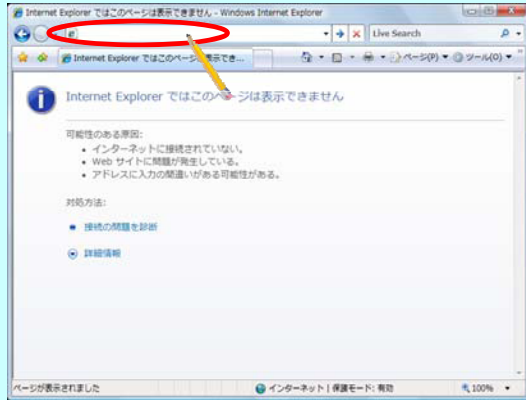 Internet Explorer ではこのページは表示できません - Windows Internet Explorer
Live Search
Internet Explorer ではこのページは表示でき...
ページ(P)
ツール(O)
Internet Explorer ではこのページは表示できません
可能性のある原因:
インターネットに接続されていない。
Web サイトに問題が発生している。
アドレスに入力の間違いがある可能性がある。
対処方法:
接続の問題を診断
詳細情報
ページが表示されました
インターネット | 保護モード: 有効
100%